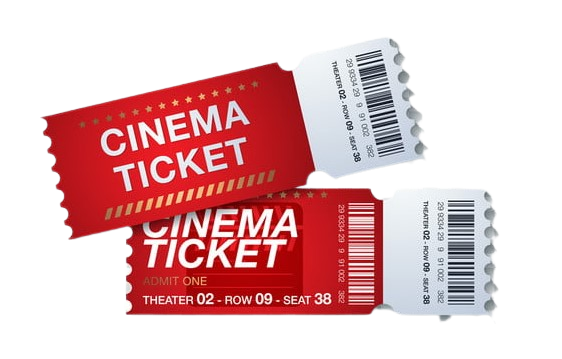 CINEMA
TICKET
THEATER 02 - ROW 09 - SEAT 38
29 9334 29 9 91 002 382
CINEMA
TICKET
ADMIT ONE
THEATER 02 - ROW 09 - SEAT 38
29 9334 29 9 91 002 382
THEATER 02 - ROW 09 - SEAT 38
29 9334 29 9 91 002 382